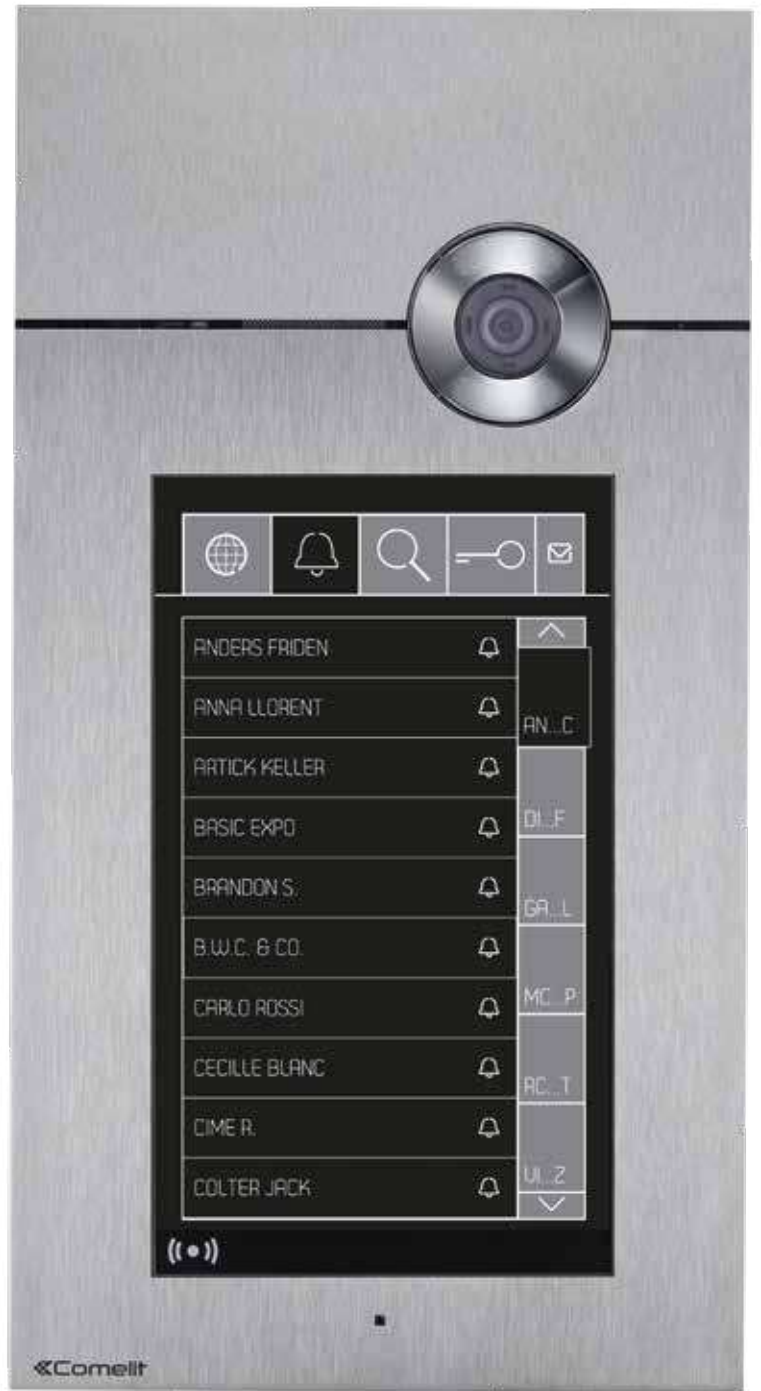 ANDERS FRIDEN
ANNA LLORENT
ARTICK KELLER
BASIC EXPO
BRANDON S.
B.W.C. & CO.
CARLO ROSSI
CECILLE BLANC
CIME R.
COLTER JACK
AN...C
DI...F
GA...L
MC...P
RC...T
UI...Z
Comelit